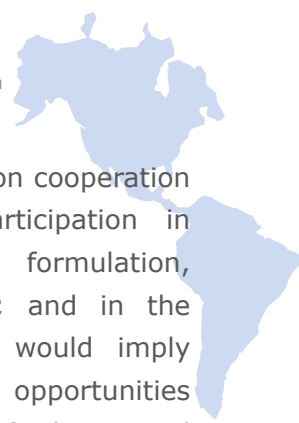 on cooperation
articipation in
formulation,
and in the
would imply
opportunities